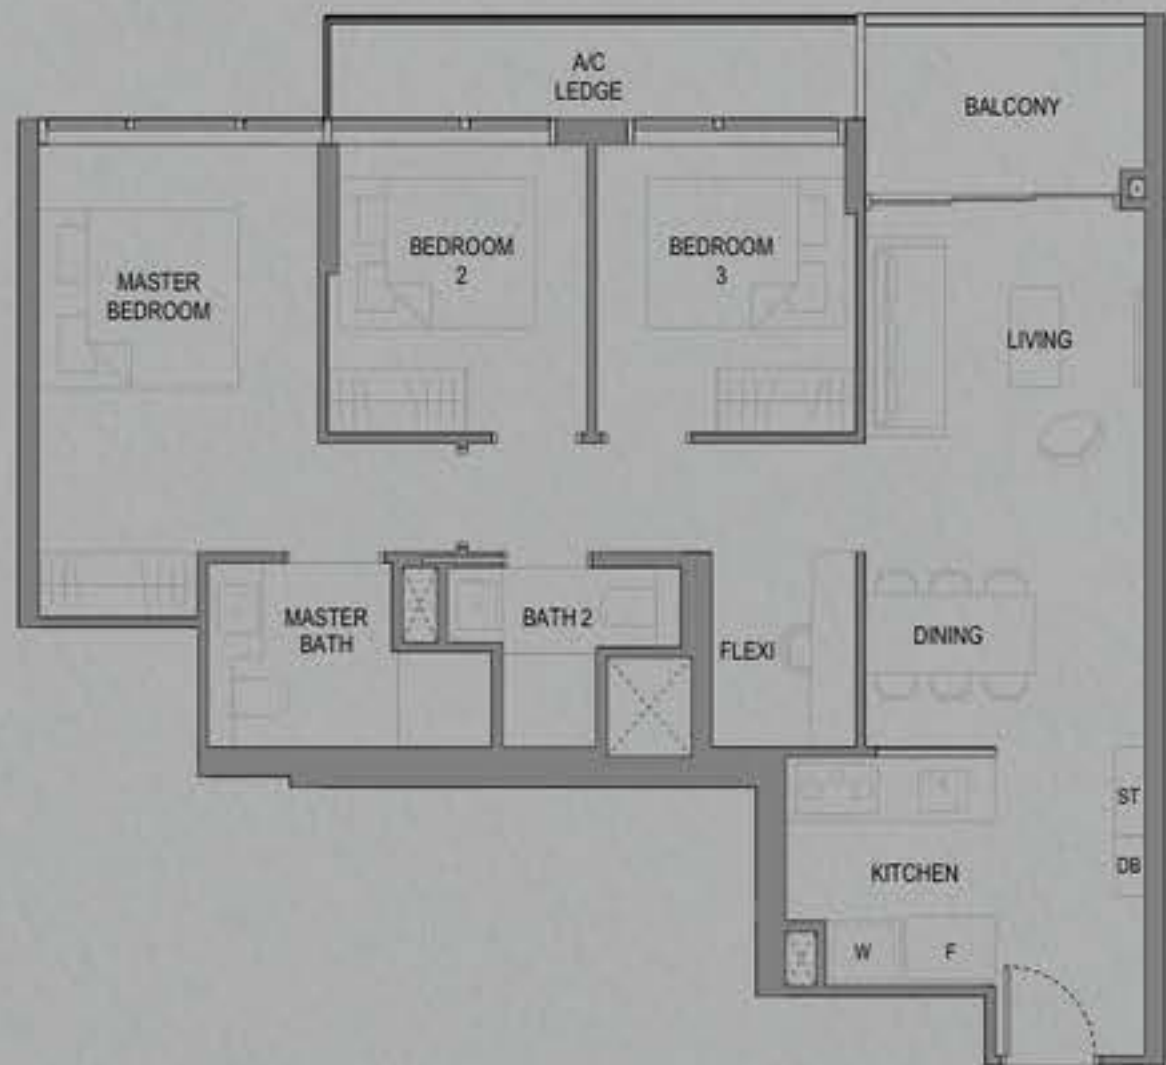 A/C
LEDGE
BALCONY
MASTER
BEDROOM
BEDROOM
2
BEDROOM
3
LIVING
MASTER
BATH
BATH 2
FLEXI
DINING
ST
DB
KITCHEN
W
F